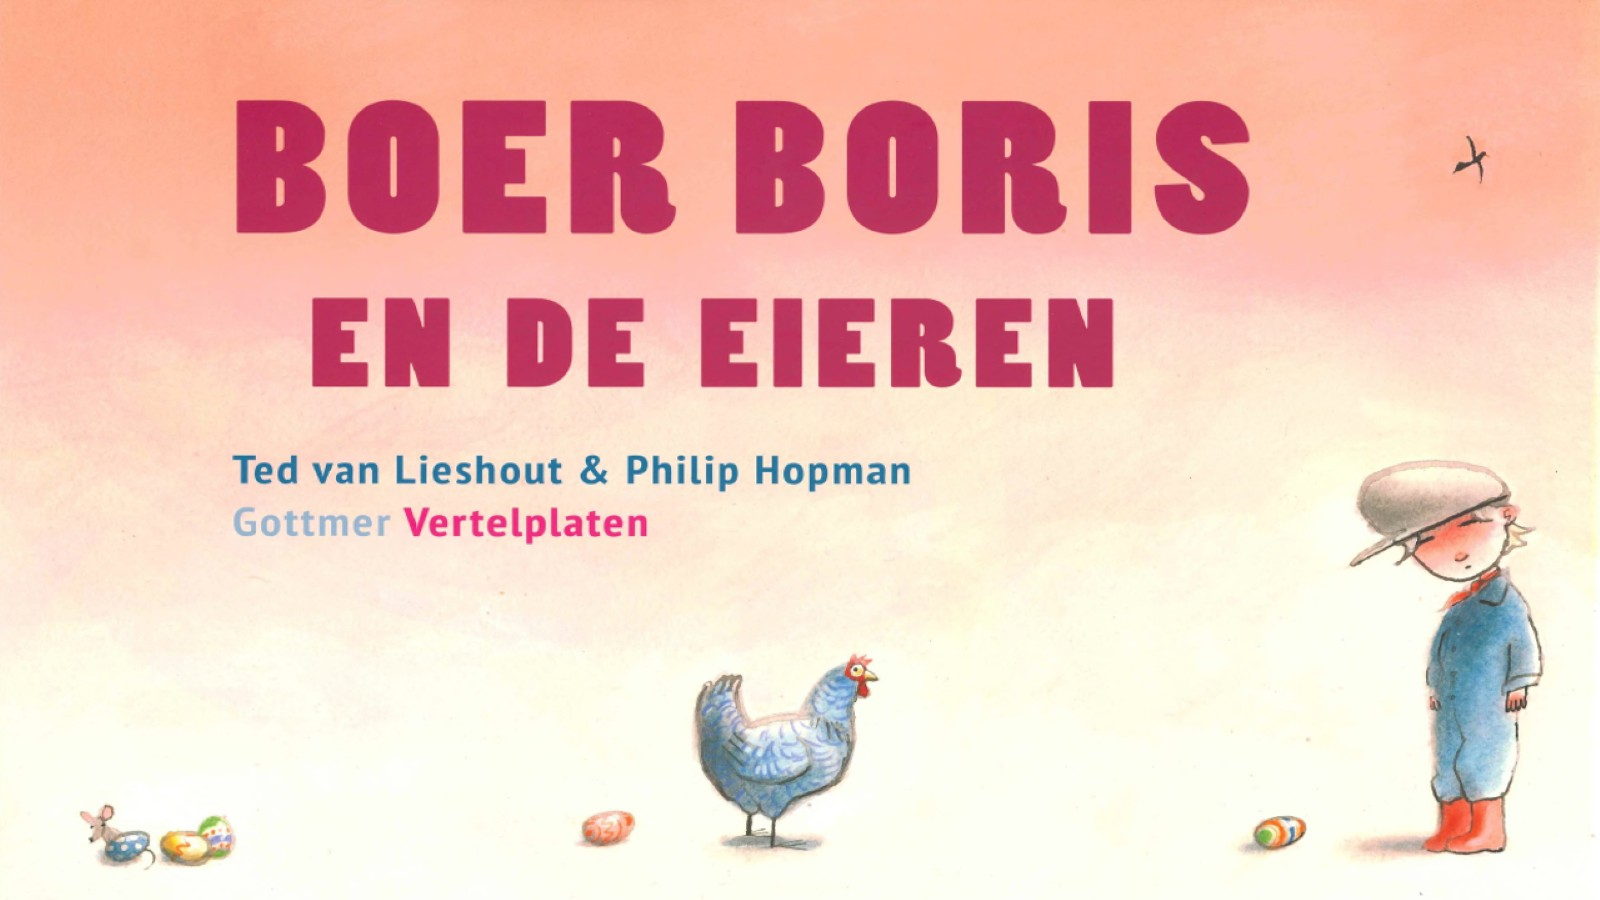 BOER BORIS
EN DE EIEREN
Ted van Lieshout & Philip Hopman
Gottmer Vertelplaten